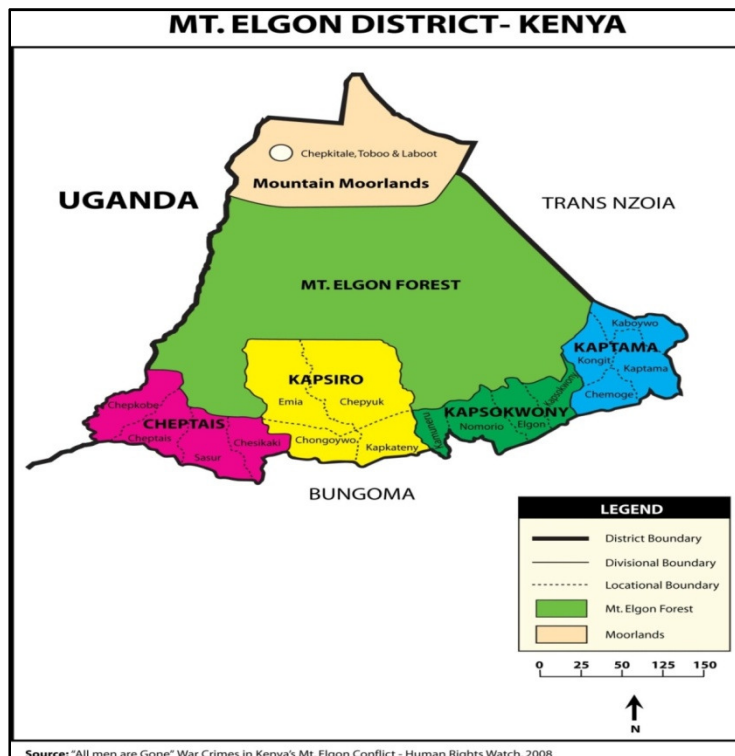 MT. ELGON DISTRICT- KENYA
Chepkitale, Toboo & Laboot
Mountain Moorlands
UGANDA
TRANS NZOIA
MT. ELGON FOREST
Kaboywo
KAPTAMA
Kongit
Kaptama
Chemoge
KAPSIRO
Emia
Chepyuk
Chongoywo
Kapkateny
Chepkobe
CHEPTAIS
Cheptais
Chesikaki
Sasur
KAPSOKWONY
Nomorio
Elgon
BUNGOMA
LEGEND
District Boundary
Divisional Boundary
Locational Boundary
Mt. Elgon Forest
Moorlands
0 25 50 125 150
N
Source: "All men are Gone" War Crimes in Kenya's Mt. Elgon Conflict - Human Rights Watch, 2008